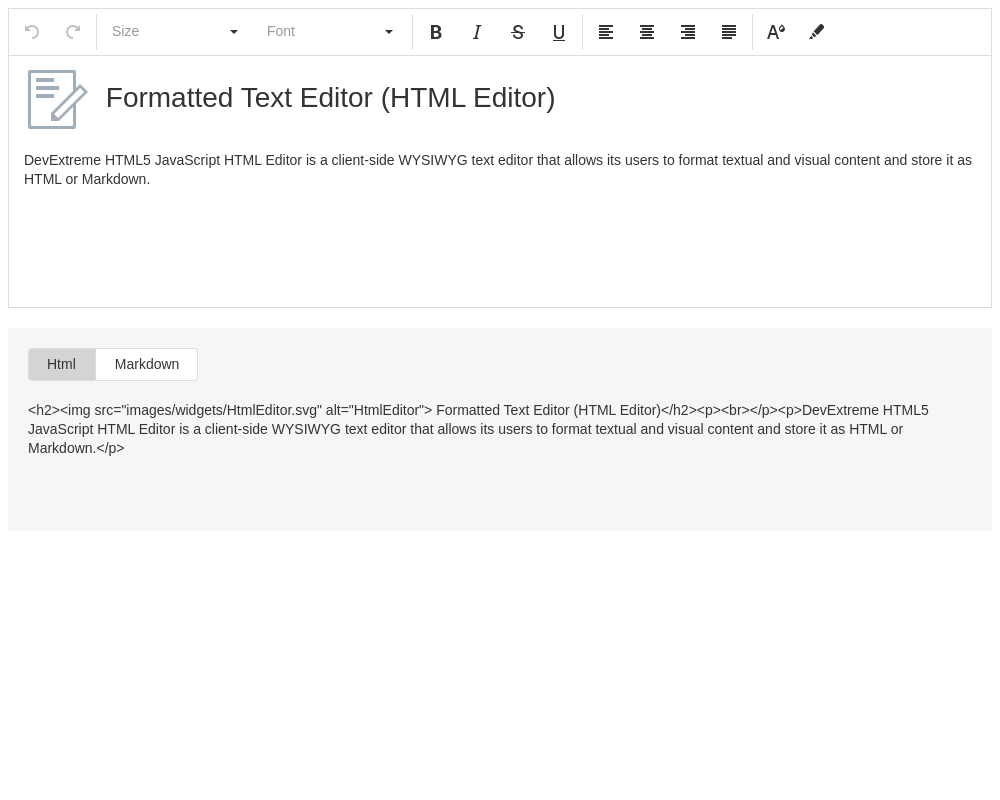 Size Font B I S U A
Formatted Text Editor (HTML Editor)
DevExtreme HTML5 JavaScript HTML Editor is a client-side WYSIWYG text editor that allows its users to format textual and visual content and store it as
HTML or Markdown.
Html Markdown
<h2><img src="images/widgets/HtmlEditor.svg" alt="HtmlEditor"> Formatted Text Editor (HTML Editor)</h2><p><br></p><p>DevExtreme HTML5
JavaScript HTML Editor is a client-side WYSIWYG text editor that allows its users to format textual and visual content and store it as HTML or
Markdown.</p>